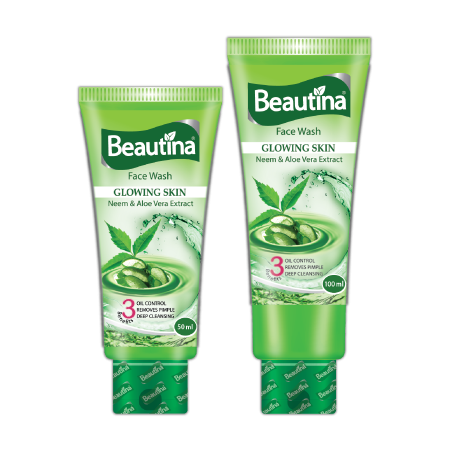 Beautina®
Face Wash
GLOWING SKIN
Neem & Aloe Vera Extract
3
Benefits
OIL CONTROL
REMOVES PIMPLE
DEEP CLEANSING
50 ml
Beautina
Beautina®
Face Wash
GLOWING SKIN
Neem & Aloe Vera Extract
3
Benefits
OIL CONTROL
REMOVES PIMPLE
DEEP CLEANSING
100 ml
Beautina